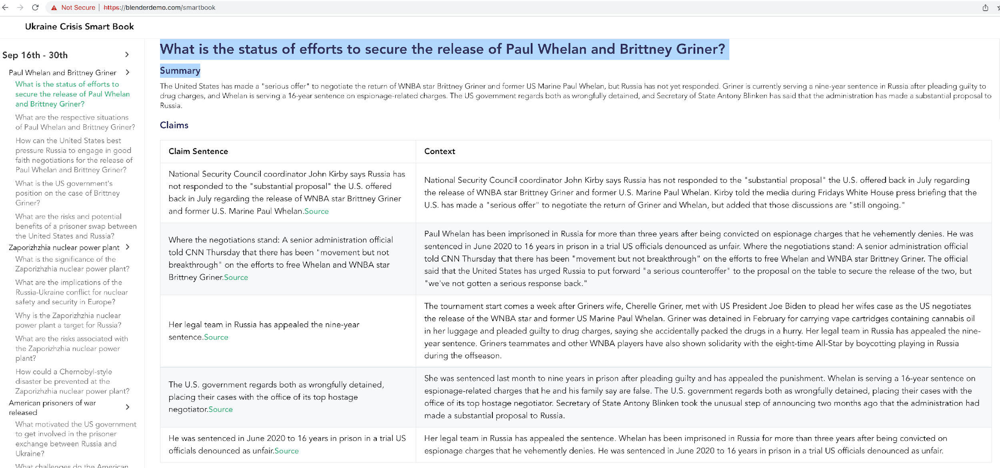 Not Secure | https://blenderdemo.com/smartbook
Ukraine Crisis Smart Book
Sep 16th - 30th
Paul Whelan and Brittney Griner
What is the status of efforts to
secure the release of Paul Whelan
and Brittney Griner?
What are the respective situations
of Paul Whelan and Brittney Griner?
How can the United States best
pressure Russia to engage in good
faith negotiations for the release of
Paul Whelan and Brittney Griner?
What is the US government's
position on the case of Brittney
Griner?
What are the risks and potential
benefits of a prisoner swap between
the United States and Russia?
Zaporizhzhia nuclear power plant
What is the significance of the
Zaporizhzhia nuclear power plant?
What are the implications of the
Russia-Ukraine conflict for nuclear
safety and security in Europe?
Why is the Zaporizhzhia nuclear
power plant a target for Russia?
What are the risks associated with
the Zaporizhzhia nuclear power
plant?
How could a Chernobyl-style
disaster be prevented at the
Zaporizhzhia nuclear power plant?
American prisoners of war
released
What motivated the US government
to get involved in the prisoner
exchange between Russia and
Ukraine?
What challenges do the American
What is the status of efforts to secure the release of Paul Whelan and Brittney Griner?
Summary
The United States has made a "serious offer" to negotiate the return of WNBA star Brittney Griner and former US Marine Paul Whelan, but Russia has not yet responded. Griner is currently serving a nine-year sentence in Russia after pleading guilty to
drug charges, and Whelan is serving a 16-year sentence on espionage-related charges. The US government regards both as wrongfully detained, and Secretary of State Antony Blinken has said that the administration has made a substantial proposal to
Russia.
Claims
Claim Sentence
Context
National Security Council coordinator John Kirby says Russia has
not responded to the "substantial proposal" the U.S. offered
back in July regarding the release of WNBA star Brittney Griner
and former U.S. Marine Paul Whelan.Source
National Security Council coordinator John Kirby says Russia has not responded to the "substantial proposal" the U.S. offered back in July regarding
the release of WNBA star Brittney Griner and former U.S. Marine Paul Whelan. Kirby told the media during Fridays White House press briefing that the
U.S. has made a "serious offer" to negotiate the return of Griner and Whelan, but added that those discussions are "still ongoing."
Where the negotiations stand: A senior administration official
told CNN Thursday that there has been "movement but not
breakthrough" on the efforts to free Whelan and WNBA star
Brittney Griner.Source
Paul Whelan has been imprisoned in Russia for more than three years after being convicted on espionage charges that he vehemently denies. He was
sentenced in June 2020 to 16 years in prison in a trial US officials denounced as unfair. Where the negotiations stand: A senior administration official
told CNN Thursday that there has been "movement but not breakthrough" on the efforts to free Whelan and WNBA star Brittney Griner. The official
said that the United States has urged Russia to put forward "a serious counteroffer" to the proposal on the table to secure the release of the two, but
"we've not gotten a serious response back."
Her legal team in Russia has appealed the nine-year
sentence.Source
The tournament start comes a week after Griners wife, Cherelle Griner, met with US President Joe Biden to plead her wifes case as the US negotiates
the release of the WNBA star and former US Marine Paul Whelan. Griner was detained in February for carrying vape cartridges containing cannabis oil
in her luggage and pleaded guilty to drug charges, saying she accidentally packed the drugs in a hurry. Her legal team in Russia has appealed the nine-
year sentence. Griners teammates and other WNBA players have also shown solidarity with the eight-time All-Star by boycotting playing in Russia
during the offseason.
The U.S. government regards both as wrongfully detained,
placing their cases with the office of its top hostage
negotiator.Source
She was sentenced last month to nine years in prison after pleading guilty and has appealed the punishment. Whelan is serving a 16-year sentence on
espionage-related charges that he and his family say are false. The U.S. government regards both as wrongfully detained, placing their cases with the
office of its top hostage negotiator. Secretary of State Antony Blinken took the unusual step of announcing two months ago that the administration had
made a substantial proposal to Russia.
He was sentenced in June 2020 to 16 years in prison in a trial US
officials denounced as unfair.Source
Her legal team in Russia has appealed the sentence. Whelan has been imprisoned in Russia for more than three years after being convicted on
espionage charges that he vehemently denies. He was sentenced in June 2020 to 16 years in prison in a trial US officials denounced as unfair.